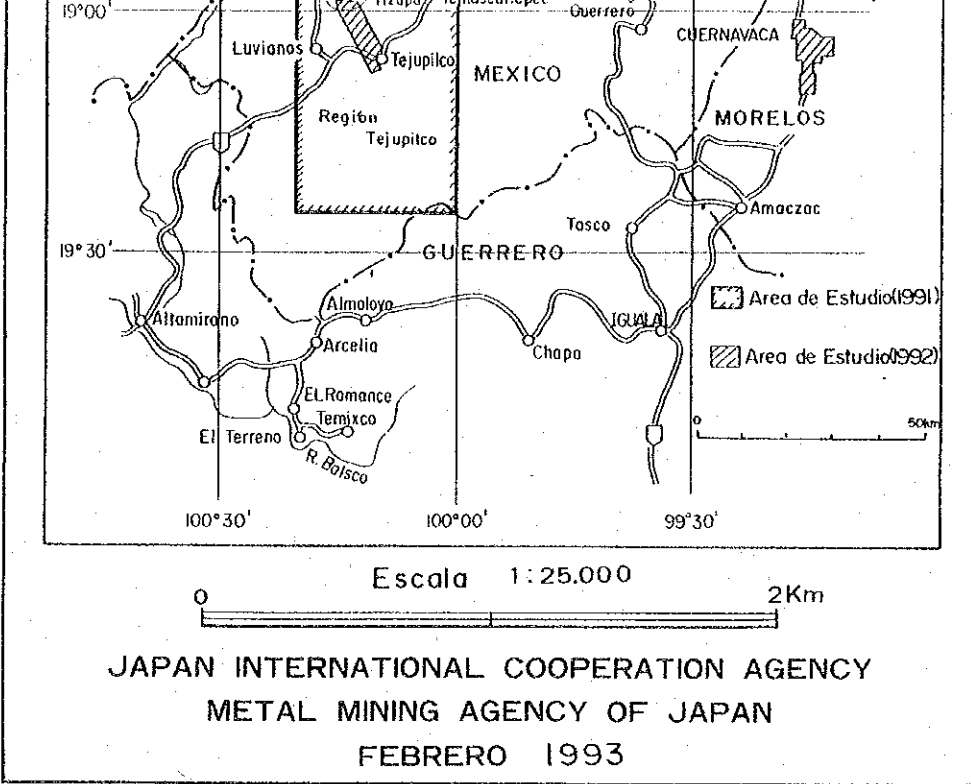 19°00'
Guerrero
CUERNAVACA
Luvianos
Tejupilco
MEXICO
MORELOS
Región
Tejupilco
Amaczac
Tasco
19°30'
GUERRERO
Area de Estudio(1991)
Almoloya
Altamirano
IGUALA
Arcelia
Chapa
Area de Estudio(1992)
EL Romance
Temixco
El Terreno
R. Balsco
0 50km
100°30' 100°00' 99°30'
Escala 1:25.000
0 2Km
JAPAN INTERNATIONAL COOPERATION AGENCY
METAL MINING AGENCY OF JAPAN
FEBRERO 1993